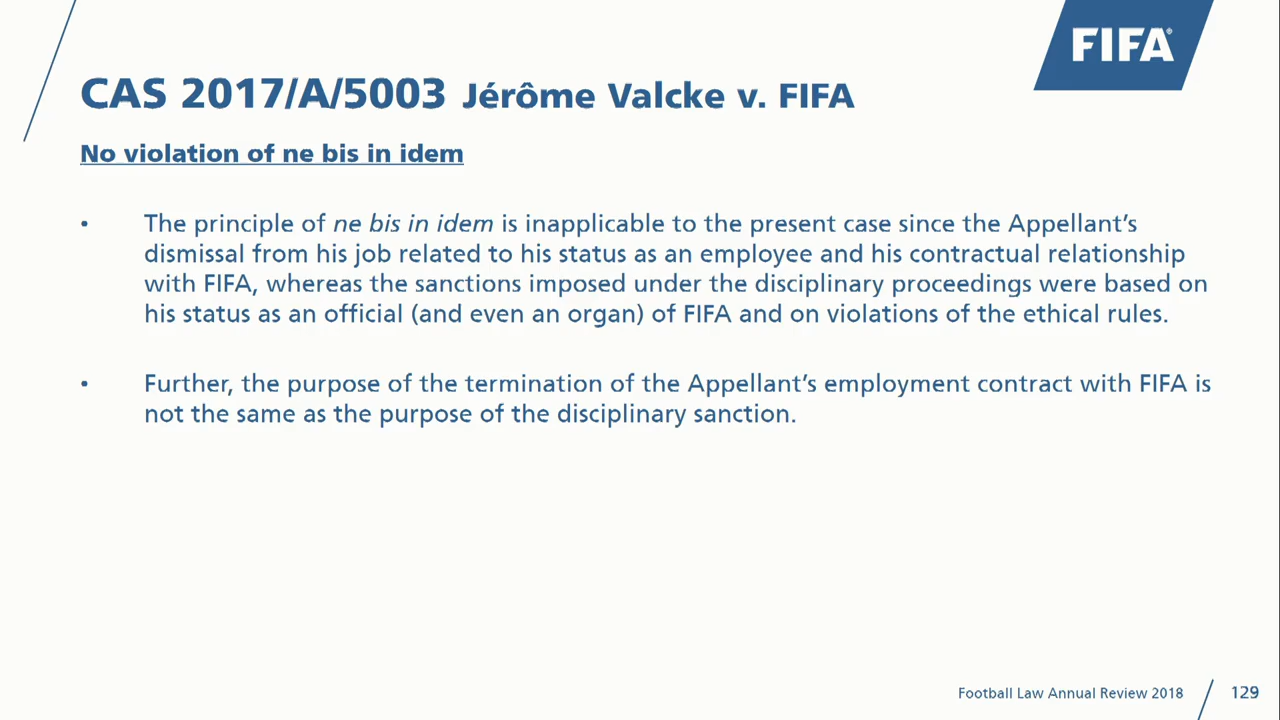 FIFA®
CAS 2017/A/5003 Jérôme Valcke v. FIFA
No violation of ne bis in idem
• The principle of ne bis in idem is inapplicable to the present case since the Appellant’s
dismissal from his job related to his status as an employee and his contractual relationship
with FIFA, whereas the sanctions imposed under the disciplinary proceedings were based on
his status as an official (and even an organ) of FIFA and on violations of the ethical rules.
• Further, the purpose of the termination of the Appellant’s employment contract with FIFA is
not the same as the purpose of the disciplinary sanction.
Football Law Annual Review 2018 129